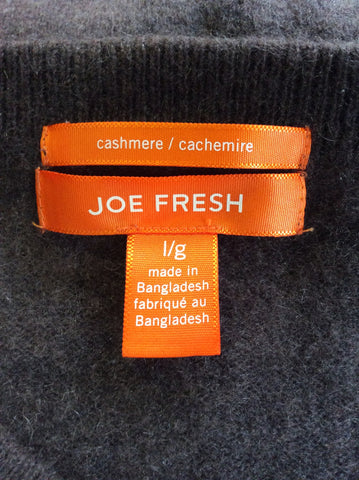 cashmere / cachemire
JOE FRESH
l/g
made in
Bangladesh
fabriqué au
Bangladesh